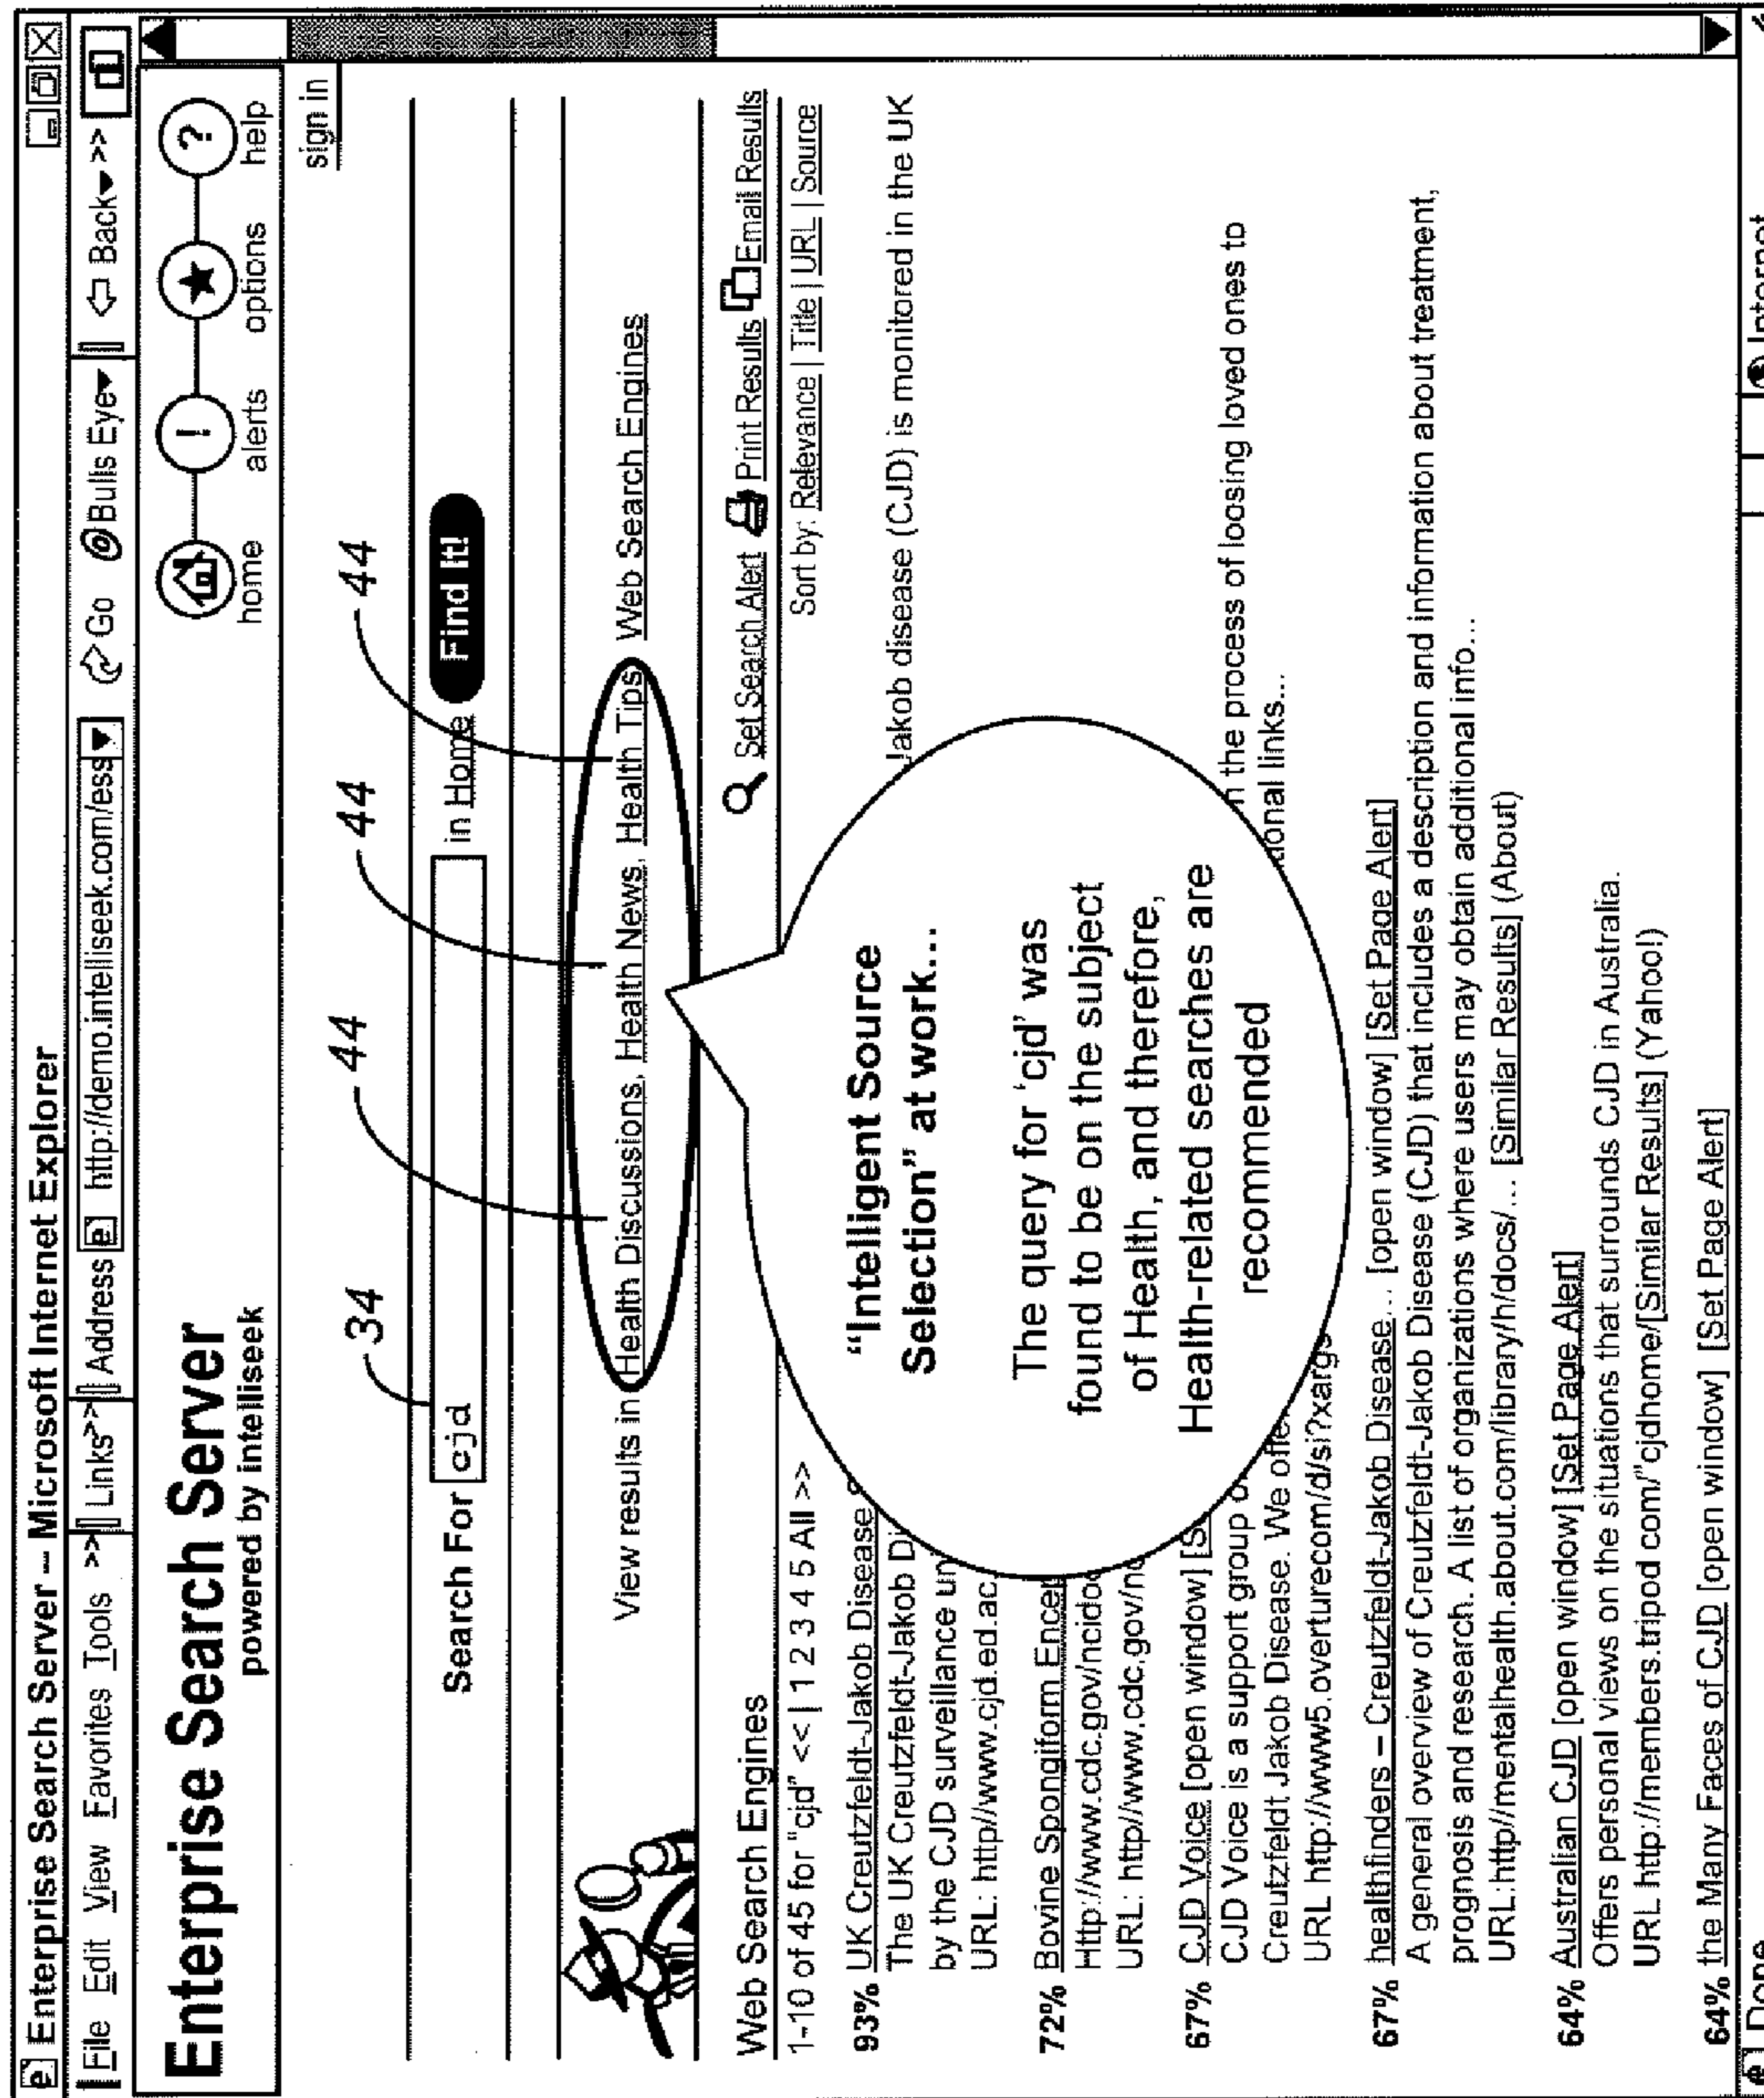 Enterprise Search Server – Microsoft Internet Explorer
File Edit View Favorites Tools >> Links >> Address http://demo.intelliseek.com/ess Go Bulls Eye Back >>
Enterprise Search Server
powered by intelliseek
home alerts options help
sign in
34 44 44 44
Search For cjd in Home Find It!
View results in Health Discussions, Health News, Health Tips Web Search Engines
Web Search Engines
Set Search Alert Print Results Email Results
1-10 of 45 for "cjd" << | 1 2 3 4 5 All >>
Sort by: Relevance | Title | URL | Source
93% UK Creutzfeldt-Jakob Disease
The UK Creutzfeldt-Jakob Di Jakob disease (CJD) is monitored in the UK
by the CJD surveillance un
URL: http//www.cjd.ed.ac
72% Bovine Spongiform Ence
Http://www.cdc.gov/ncidoc
URL: http//www.cdc.gov/nc
67% CJD Voice [open window] [S
CJD Voice is a support group the process of loosing loved ones to
Creutzfeldt Jakob Disease. We offe tional links...
URL http://www5.overturecom/d/si?xargs
"Intelligent Source
Selection" at work...
The query for 'cjd' was
found to be on the subject
of Health, and therefore,
Health-related searches are
recommended
67% healthfinders – Creutzfeldt-Jakob Disease... [open window] [Set Page Alert]
A general overview of Creutzfeldt-Jakob Disease (CJD) that includes a description and information about treatment,
prognosis and research. A list of organizations where users may obtain additional info...
URL:http//mentalhealth.about.com/library/h/docs/... [Similar Results] (About)
64% Australian CJD [open window] [Set Page Alert]
Offers personal views on the situations that surrounds CJD in Australia.
URL http://members.tripod com/"cjdhome/[Similar Results] (Yahoo!)
64% the Many Faces of CJD [open window] [Set Page Alert]
Done Internet